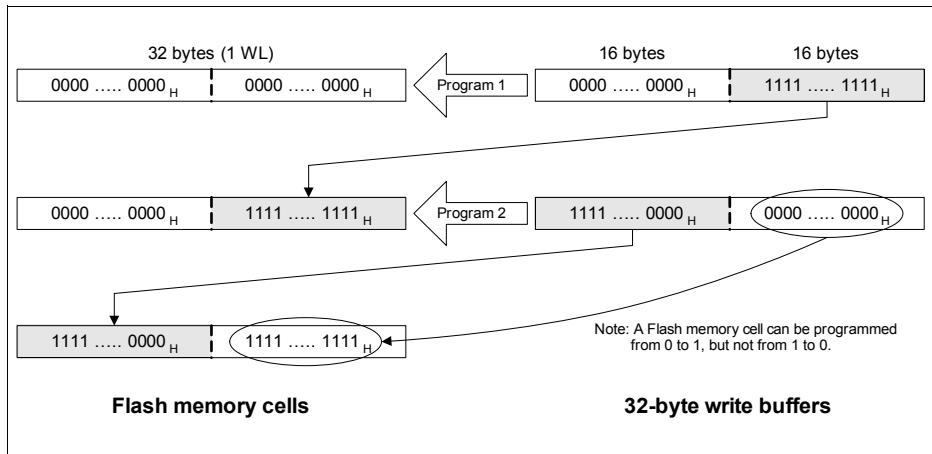 32 bytes (1 WL) 16 bytes 16 bytes
0000 ..... 0000 H 0000 ..... 0000 H Program 1 0000 ..... 0000 H 1111 ..... 1111 H
0000 ..... 0000 H 1111 ..... 1111 H Program 2 1111 ..... 0000 H 0000 ..... 0000 H
1111 ..... 0000 H 1111 ..... 1111 H
Note: A Flash memory cell can be programmed
from 0 to 1, but not from 1 to 0.
Flash memory cells 32-byte write buffers